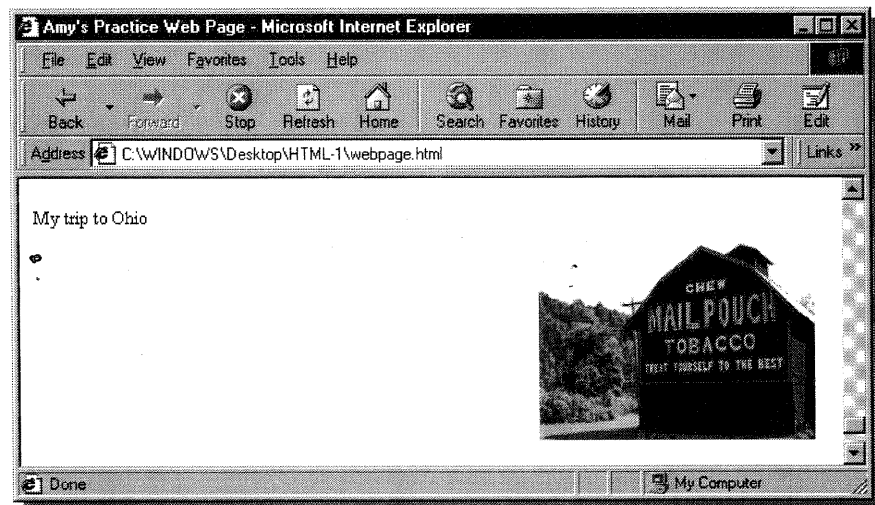 Amy's Practice Web Page - Microsoft Internet Explorer
File Edit View Favorites Tools Help
Back Forward Stop Refresh Home Search Favorites History Mail Print Edit
Address C:\WINDOWS\Desktop\HTML-1\webpage.html Links »
My trip to Ohio
CHEW
MAIL POUCH
TOBACCO
TREAT YOURSELF TO THE BEST
Done My Computer